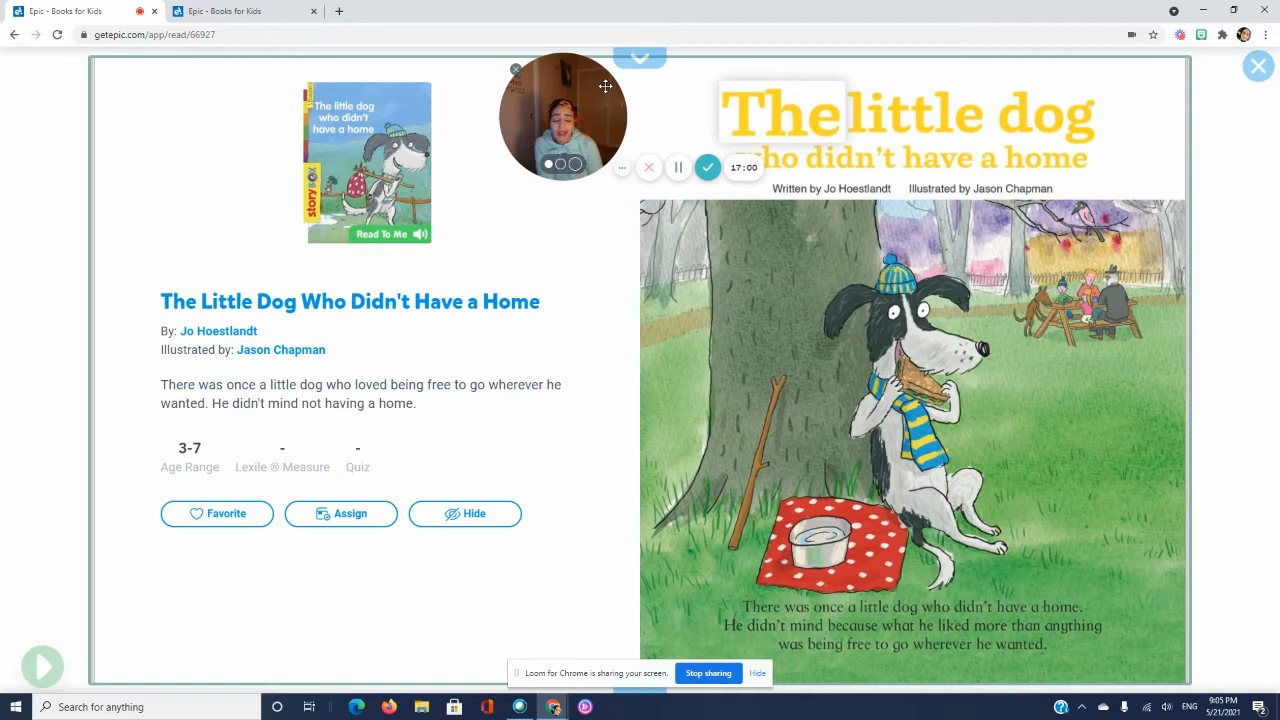 Epic - Books for Kids
Epic - Books for Kids
getepic.com/app/read/66927
The little dog
who didn't
have a home
storyBOX
Read To Me
The little dog
who didn't have a home
17:00
Written by Jo Hoestlandt Illustrated by Jason Chapman
The Little Dog Who Didn't Have a Home
By: Jo Hoestlandt
Illustrated by: Jason Chapman
There was once a little dog who loved being free to go wherever he
wanted. He didn't mind not having a home.
3-7 - -
Age Range Lexile ® Measure Quiz
Favorite Assign Hide
There was once a little dog who didn't have a home.
He didn't mind because what he liked more than anything
was being free to go wherever he wanted.
Loom for Chrome is sharing your screen. Stop sharing Hide
Search for anything
ENG
9:05 PM
5/21/2021
2